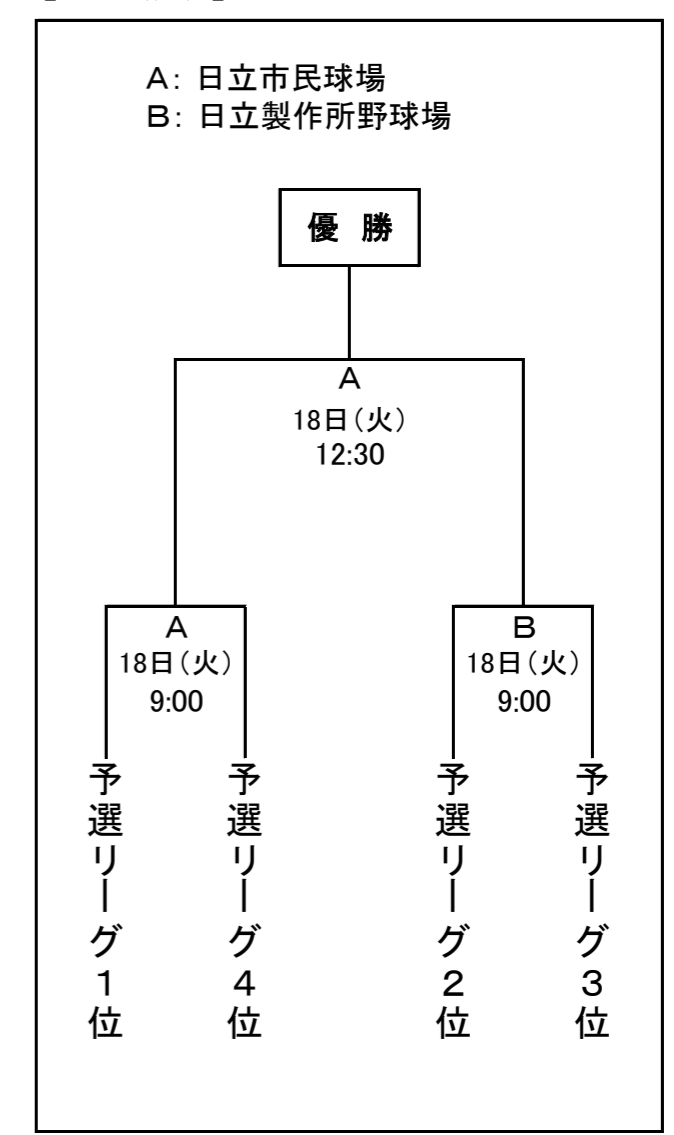 A: 日立市民球場
B: 日立製作所野球場
優 勝
A
18日(火)
12:30
A
18日(火)
9:00
B
18日(火)
9:00
予選リーグ1位
予選リーグ4位
予選リーグ2位
予選リーグ3位